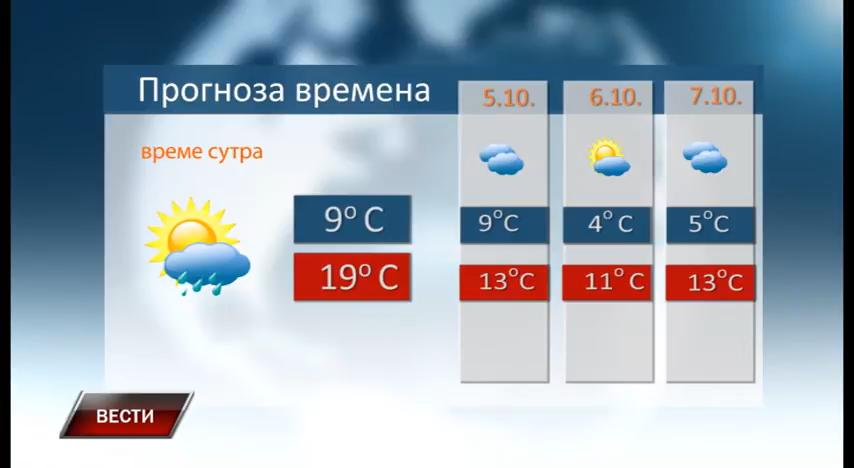 Прогноза времена
време сутра
9° C
19° C
5.10.
9°C
13°C
6.10.
4° C
11° C
7.10.
5°C
13°C
ВЕСТИ